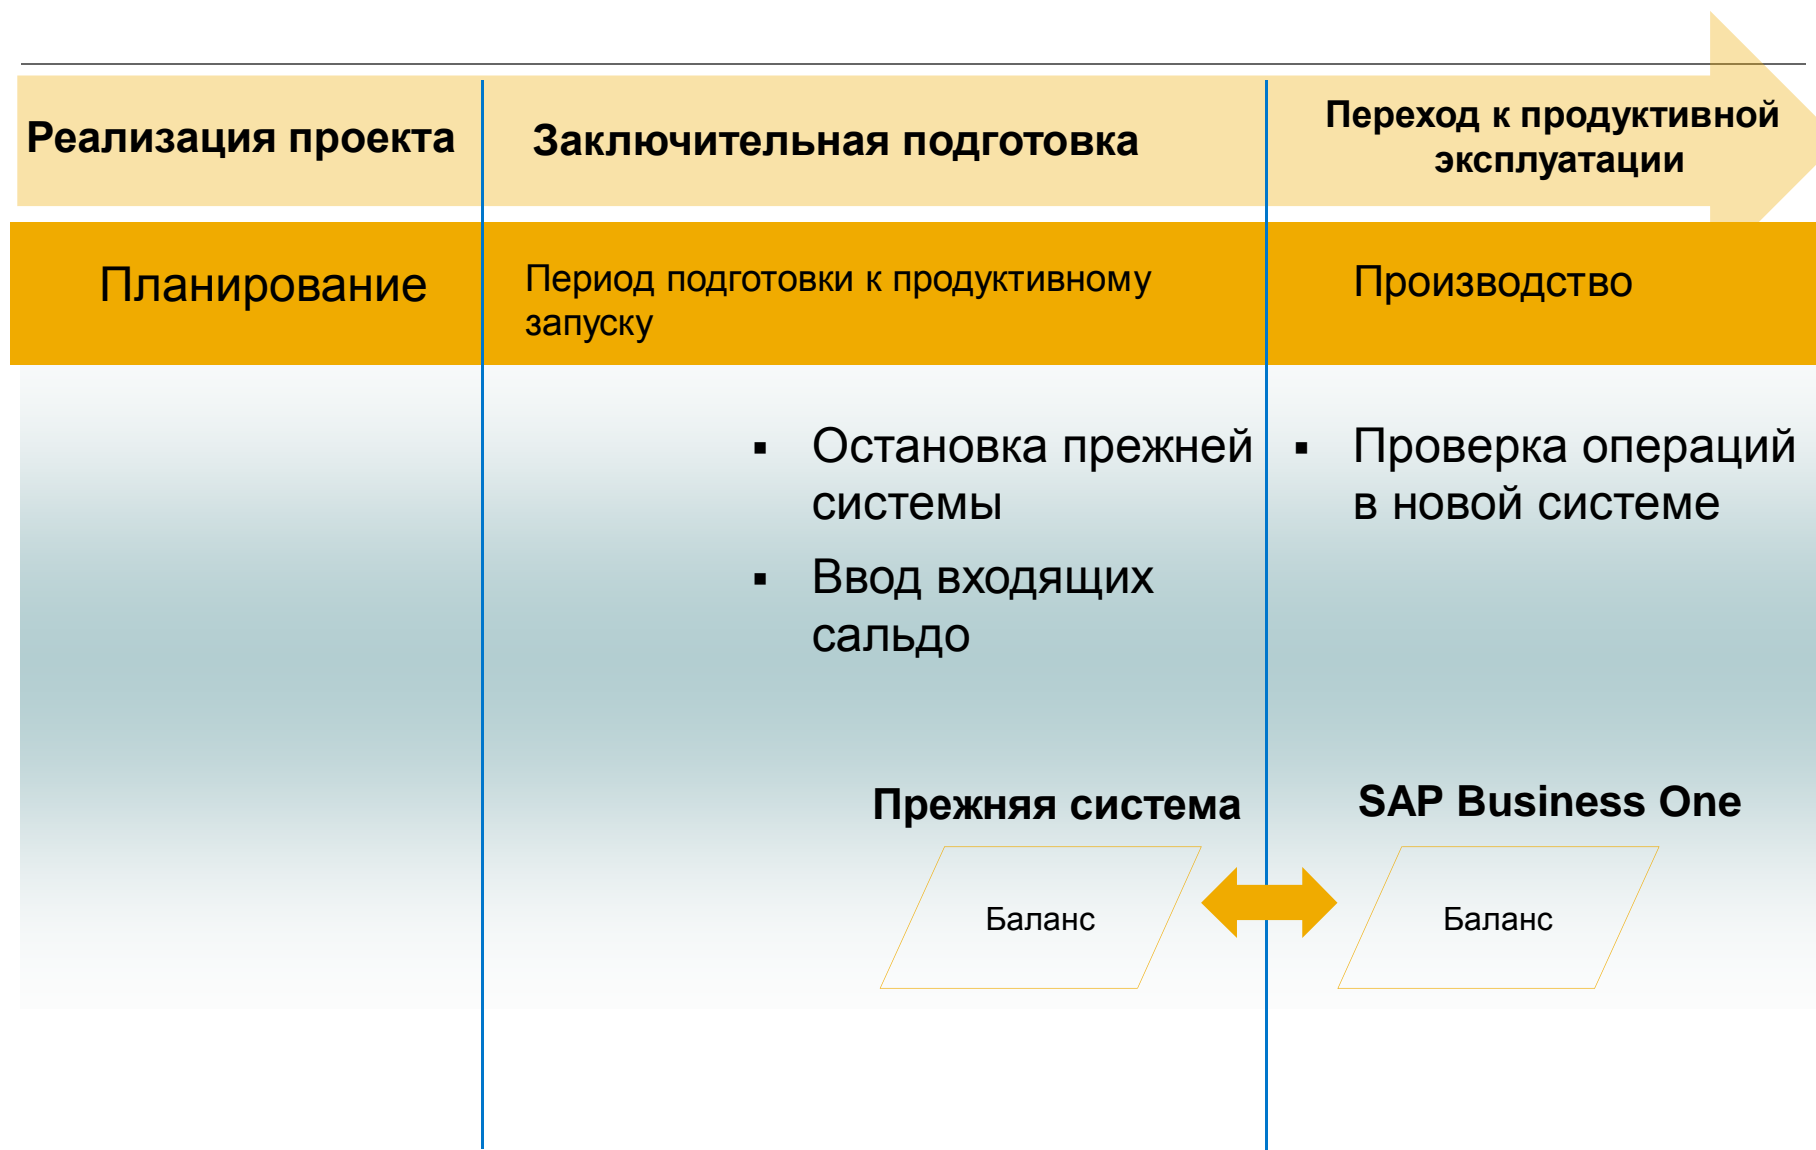 Реализация проекта
Заключительная подготовка
Переход к продуктивной
эксплуатации
Планирование
Период подготовки к продуктивному
запуску
Производство
▪ Остановка прежней
системы
▪ Ввод входящих
сальдо
▪ Проверка операций
в новой системе
Прежняя система
SAP Business One
Баланс
Баланс